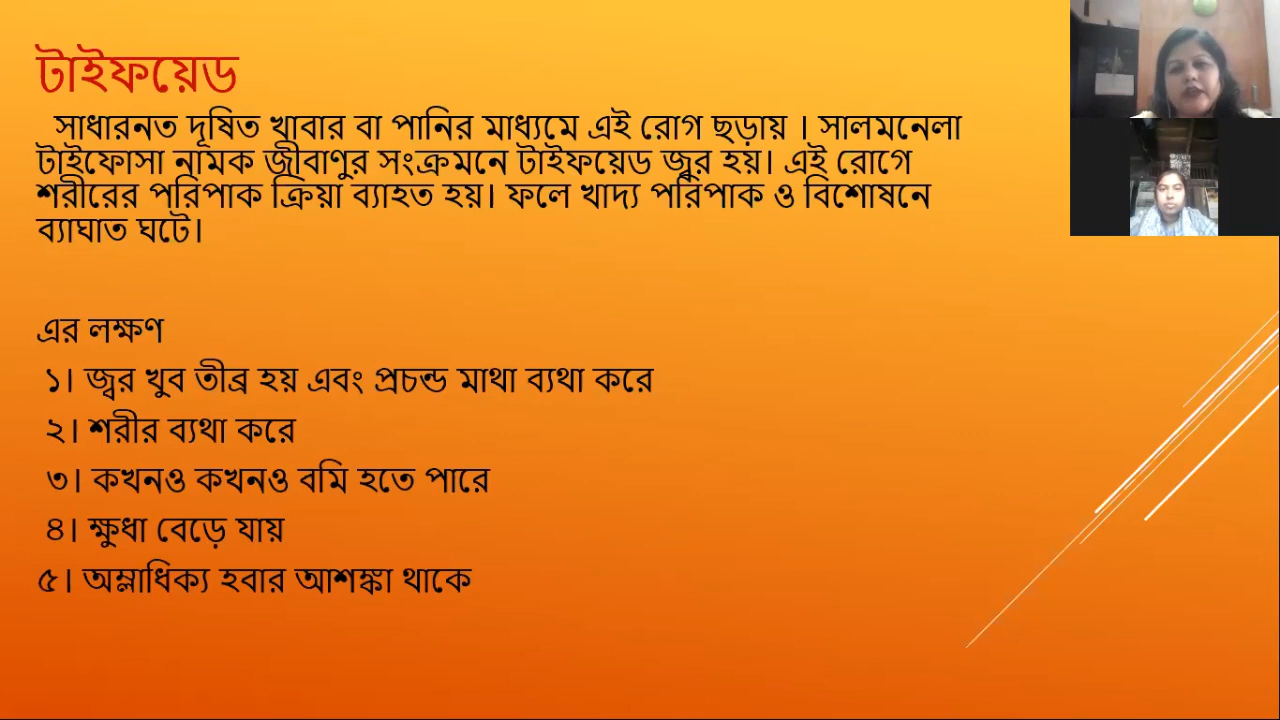 টাইফয়েড
সাধারনত দূষিত খাবার বা পানির মাধ্যমে এই রোগ ছড়ায় । সালমনেলা
টাইফোসা নামক জীবাণুর সংক্রমনে টাইফয়েড জ্বর হয়। এই রোগে
শরীরের পরিপাক ক্রিয়া ব্যাহত হয়। ফলে খাদ্য পরিপাক ও বিশোষনে
ব্যাঘাত ঘটে।
এর লক্ষণ
১। জ্বর খুব তীব্র হয় এবং প্রচন্ড মাথা ব্যথা করে
২। শরীর ব্যথা করে
৩। কখনও কখনও বমি হতে পারে
৪। ক্ষুধা বেড়ে যায়
৫। অম্লাধিক্য হবার আশঙ্কা থাকে